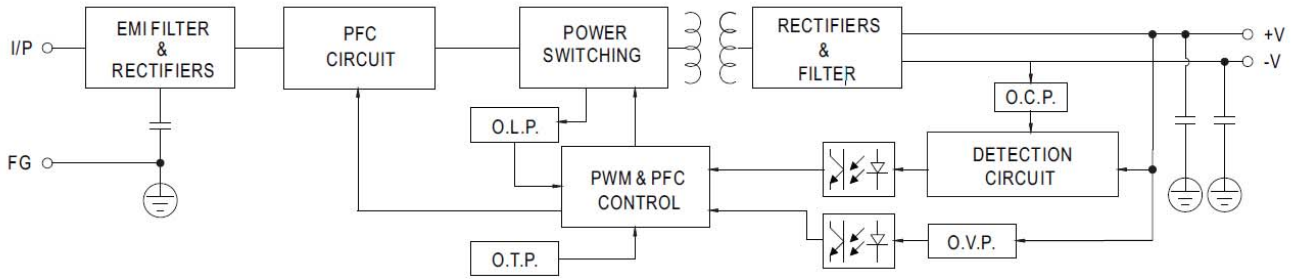 I/P
EMI FILTER
&
RECTIFIERS
PFC
CIRCUIT
POWER
SWITCHING
RECTIFIERS
&
FILTER
+V
-V
O.C.P.
O.L.P.
FG
PWM & PFC
CONTROL
DETECTION
CIRCUIT
O.T.P.
O.V.P.